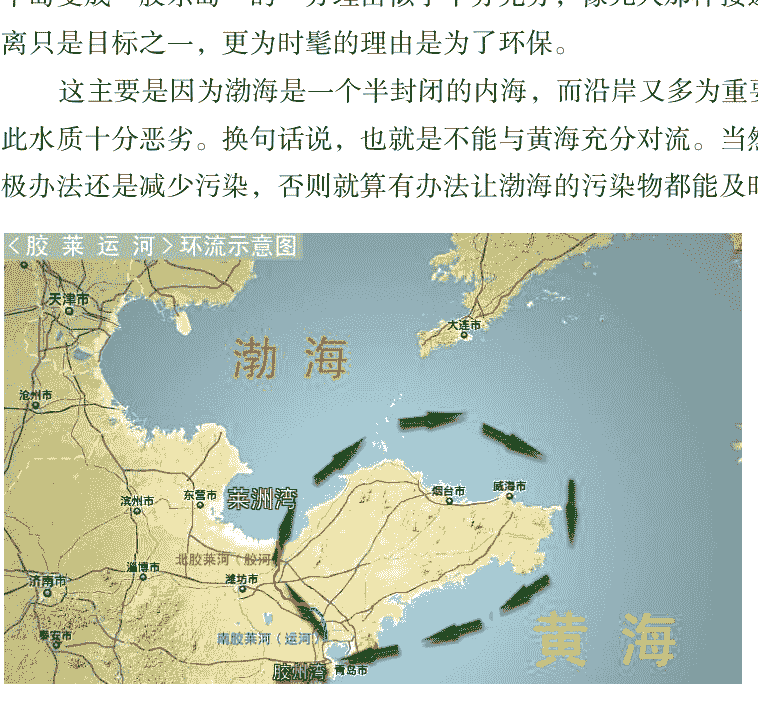 离只是目标之一，更为时髦的理由是为了环保。
这主要是因为渤海是一个半封闭的内海，而沿岸又多为重要
此水质十分恶劣。换句话说，也就是不能与黄海充分对流。当然
极办法还是减少污染，否则就算有办法让渤海的污染物都能及时
<胶 莱 运 河>环流示意图
天津市
大连市
渤 海
沧州市
烟台市
威海市
滨州市
东营市
莱洲湾
北胶莱河（胶河）
淄博市
潍坊市
济南市
泰安市
南胶莱河（运河）
黄 海
胶州湾
青岛市